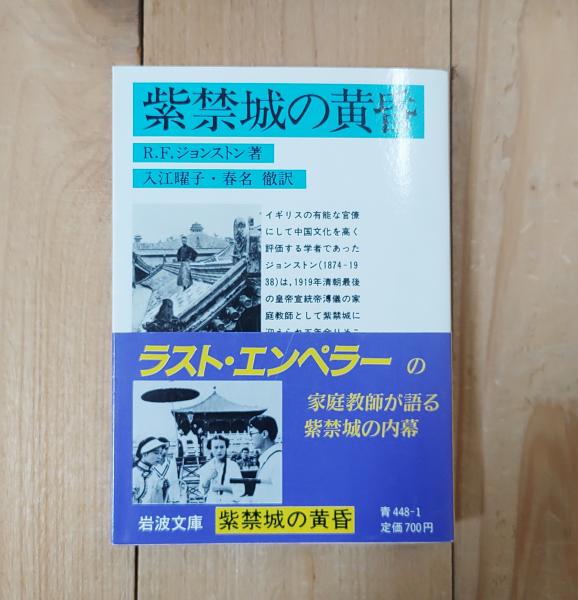 紫禁城の黄昏
R.F.ジョンストン著
入江曜子・春名 徹訳
イギリスの有能な官僚
にして中国文化を高く
評価する学者であった
ジョンストン(1874-19
38)は,1919年清朝最後
の皇帝宣統帝溥儀の家
庭教師として紫禁城に
ラスト・エンペラーの
家庭教師が語る
紫禁城の内幕
岩波文庫
紫禁城の黄昏
青 448-1
定価 700円